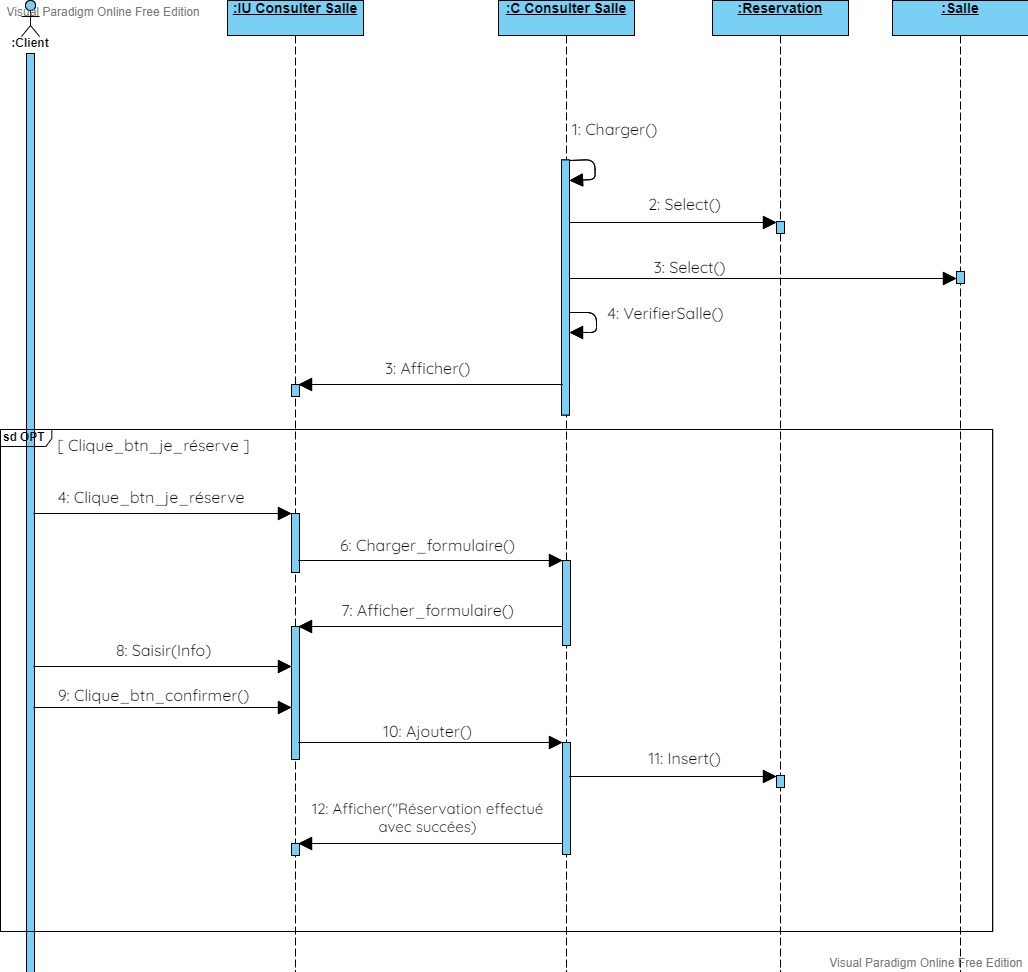 Visual Paradigm Online Free Edition
:Client
:IU Consulter Salle
:C Consulter Salle
:Reservation
:Salle
1: Charger()
2: Select()
3: Select()
4: VerifierSalle()
3: Afficher()
sd OPT
[ Clique_btn_je_réserve ]
4: Clique_btn_je_réserve
6: Charger_formulaire()
7: Afficher_formulaire()
8: Saisir(Info)
9: Clique_btn_confirmer()
10: Ajouter()
11: Insert()
12: Afficher("Réservation effectué
avec succées)
Visual Paradigm Online Free Edition